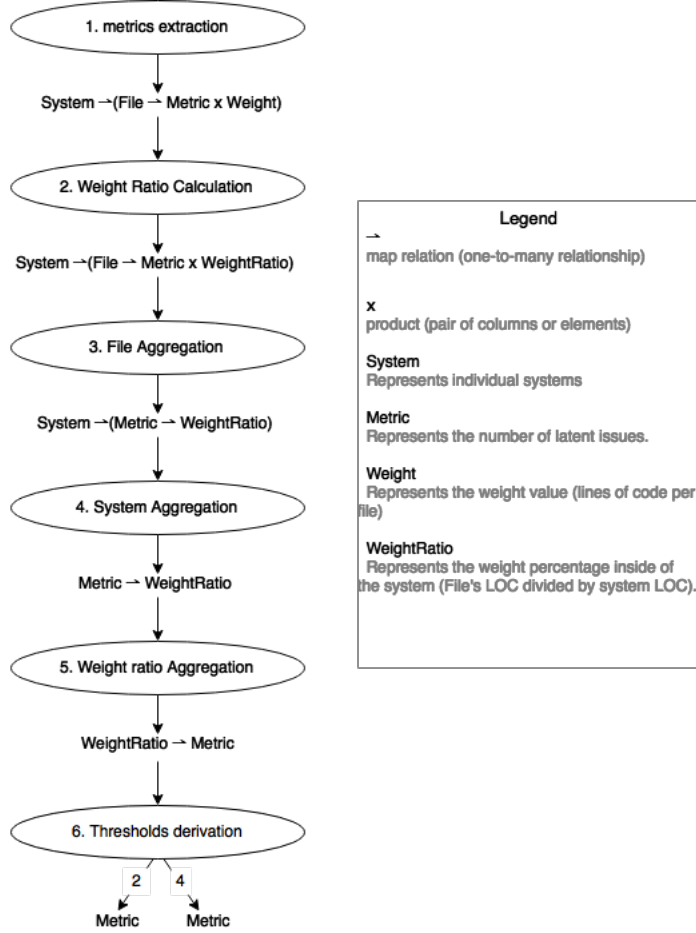 1. metrics extraction
System ⇀(File ⇀ Metric x Weight)
2. Weight Ratio Calculation
System ⇀(File ⇀ Metric x WeightRatio)
3. File Aggregation
System ⇀(Metric ⇀ WeightRatio)
4. System Aggregation
Metric ⇀ WeightRatio
5. Weight ratio Aggregation
WeightRatio ⇀ Metric
6. Thresholds derivation
2
4
Metric
Metric
Legend
⇀
map relation (one-to-many relationship)
x
product (pair of columns or elements)
System
Represents individual systems
Metric
Represents the number of latent issues.
Weight
Represents the weight value (lines of code per
file)
WeightRatio
Represents the weight percentage inside of
the system (File's LOC divided by system LOC).